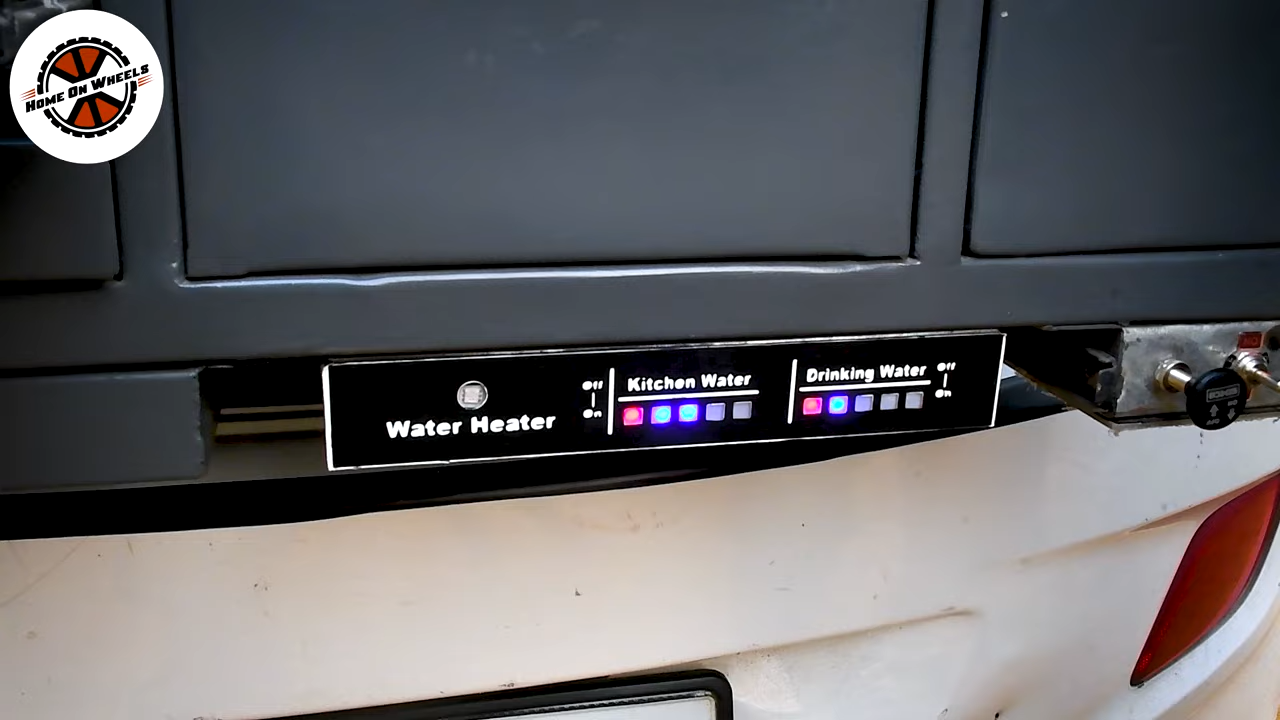 Home On Wheels
Water Heater
Off
On
Kitchen Water
Drinking Water
Off
On